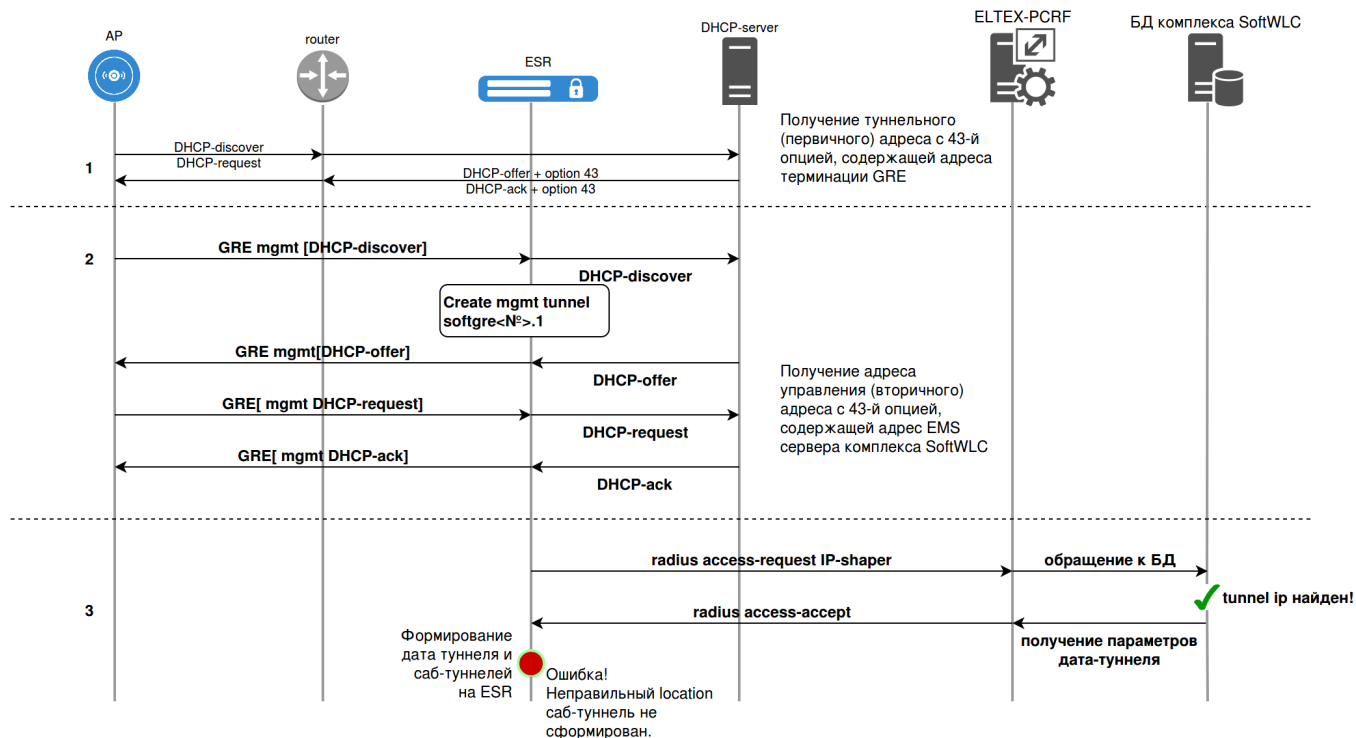 AP
router
ESR
DHCP-server
ELTEX-PCRF
БД комплекса SoftWLC
1
DHCP-discover
DHCP-request
DHCP-offer + option 43
DHCP-ack + option 43
Получение туннельного
(первичного) адреса с 43-й
опцией, содержащей адреса
терминации GRE
2
GRE mgmt [DHCP-discover]
DHCP-discover
Create mgmt tunnel
softgre<№>.1
GRE mgmt[DHCP-offer]
DHCP-offer
GRE[ mgmt DHCP-request]
DHCP-request
GRE[ mgmt DHCP-ack]
DHCP-ack
Получение адреса
управления (вторичного)
адреса с 43-й опцией,
содержащей адрес EMS
сервера комплекса SoftWLC
3
radius access-request IP-shaper
обращение к БД
tunnel ip найден!
radius access-accept
получение параметров
дата-туннеля
Формирование
дата туннеля и
саб-туннелей
на ESR
Ошибка!
Неправильный location
саб-туннель не
сформирован.